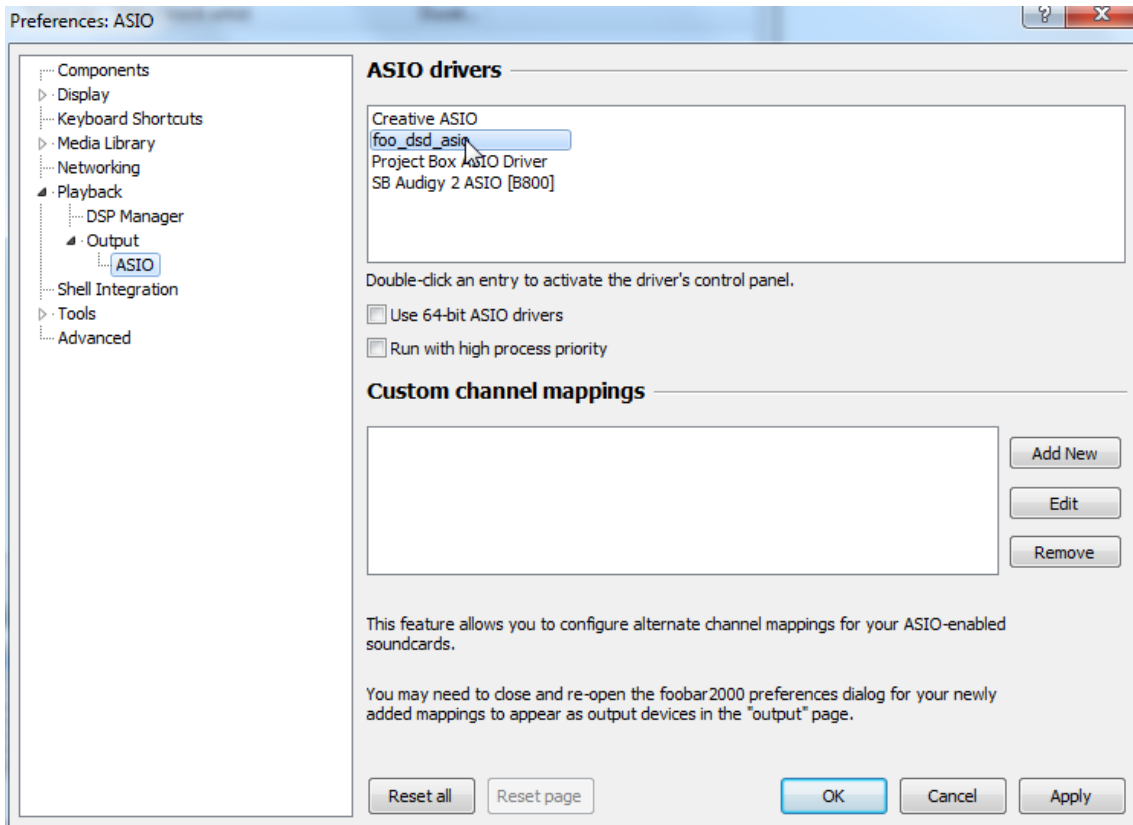 Preferences: ASIO
Components
Display
Keyboard Shortcuts
Media Library
Networking
Playback
DSP Manager
Output
ASIO
Shell Integration
Tools
Advanced
ASIO drivers
Creative ASIO
foo_dsd_asio
Project Box ASIO Driver
SB Audigy 2 ASIO [B800]
Double-click an entry to activate the driver's control panel.
Use 64-bit ASIO drivers
Run with high process priority
Custom channel mappings
Add New
Edit
Remove
This feature allows you to configure alternate channel mappings for your ASIO-enabled
soundcards.
You may need to close and re-open the foobar2000 preferences dialog for your newly
added mappings to appear as output devices in the "output" page.
Reset all
Reset page
OK
Cancel
Apply